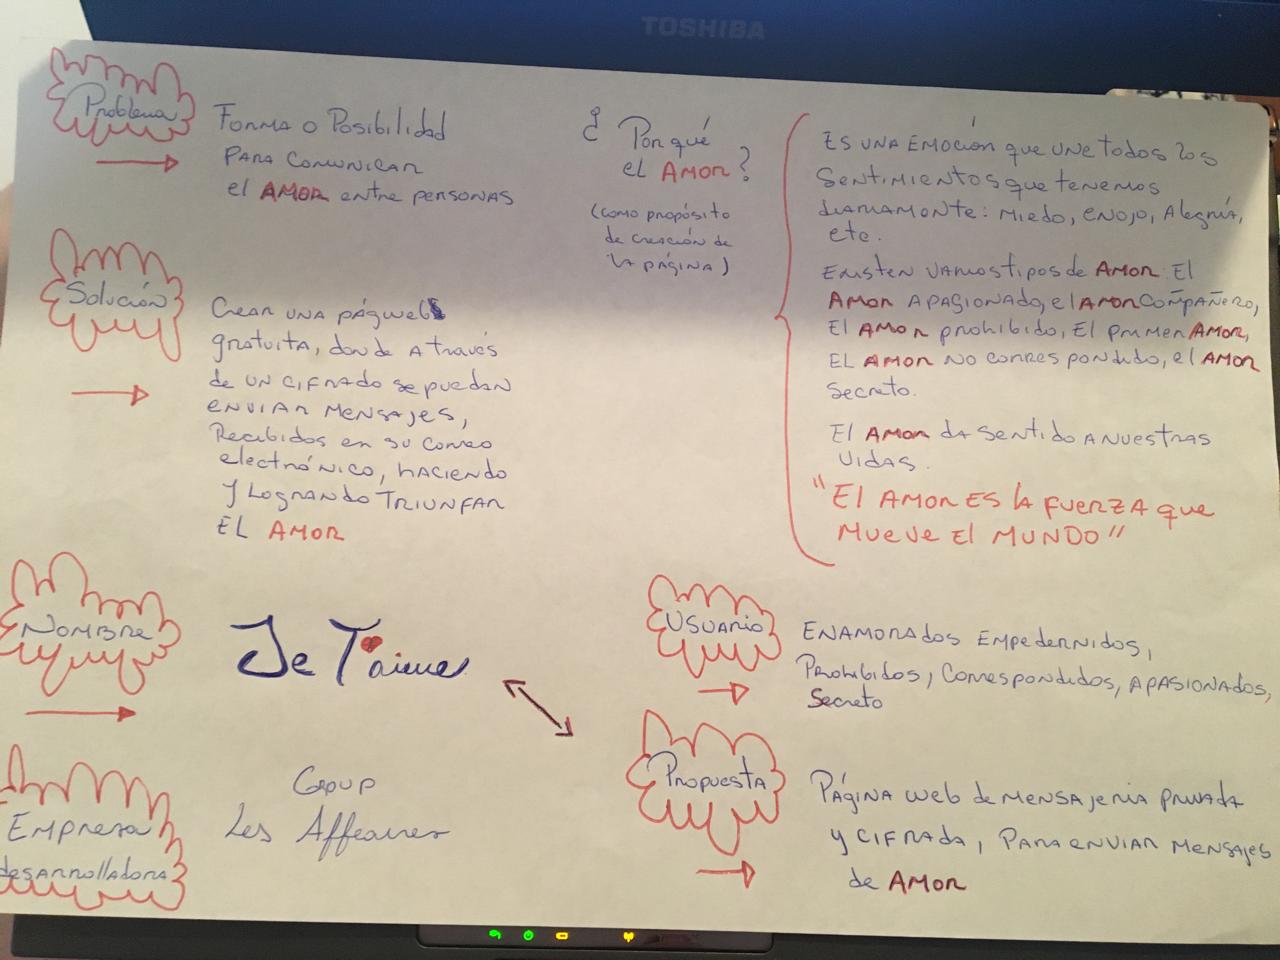 TOSHIBA
Problema
Forma o Posibilidad
para comunicar
el AMOR entre personas
¿ Porqué
el AMOR?
(como propósito
de creación de
la página)
Es una emoción que une todos los
sentimientos que tenemos
diariamente: miedo, enojo, Alegría,
etc.
Existen varios tipos de AMOR. El
AMOR apasionado, el AMOR compañero,
El AMOR prohibido, El primer AMOR,
EL AMOR no correspondido, el AMOR
secreto.
El AMOR da sentido a nuestras
vidas.
"El AMOR ES la fuerza que
mueve el MUNDO"
Solución
Crear una págweb
gratuita, donde a través
de un cifrado se puedan
enviar mensajes,
Recibidos en su correo
electrónico, haciendo
y logrando TRIUNFAR
EL AMOR
Nombre
Je T'aime
Usuario
ENAMORADOS EMPEDERNIDOS,
Prohibidos, Correspondidos, apasionados,
Secreto
Empresa
desarrolladora
Group
Les Affeaires
Propuesta
Página web de mensajería privada
y cifrada, para enviar mensajes
de AMOR